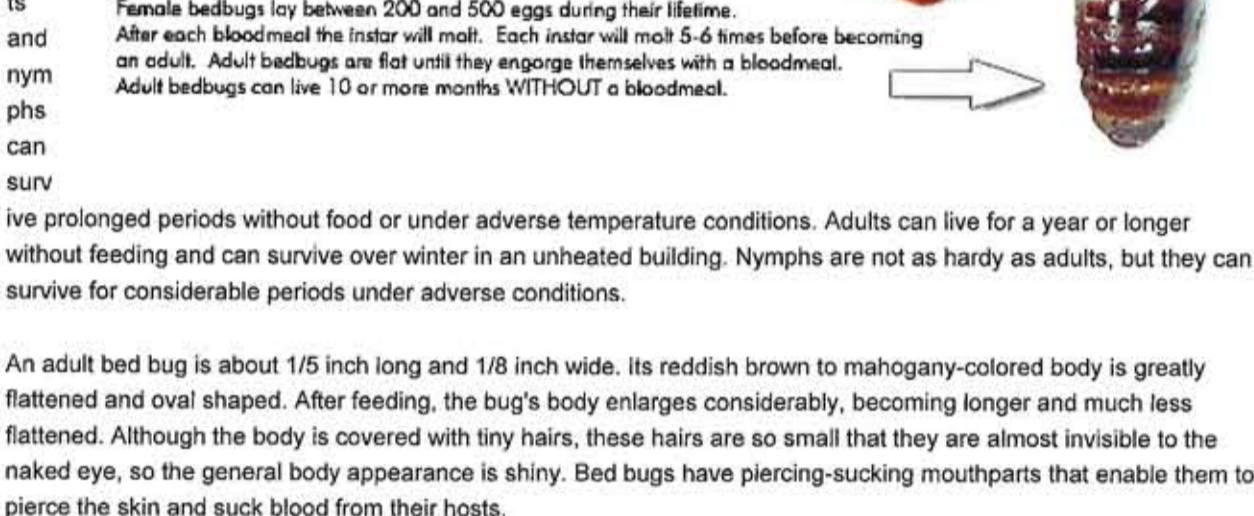 Female bedbugs lay between 200 and 500 eggs during their lifetime.
After each bloodmeal the instar will molt. Each instar will molt 5-6 times before becoming
an adult. Adult bedbugs are flat until they engorge themselves with a bloodmeal.
Adult bedbugs can live 10 or more months WITHOUT a bloodmeal.
ts
and
nym
phs
can
surv
ive prolonged periods without food or under adverse temperature conditions. Adults can live for a year or longer
without feeding and can survive over winter in an unheated building. Nymphs are not as hardy as adults, but they can
survive for considerable periods under adverse conditions.
An adult bed bug is about 1/5 inch long and 1/8 inch wide. Its reddish brown to mahogany-colored body is greatly
flattened and oval shaped. After feeding, the bug's body enlarges considerably, becoming longer and much less
flattened. Although the body is covered with tiny hairs, these hairs are so small that they are almost invisible to the
naked eye, so the general body appearance is shiny. Bed bugs have piercing-sucking mouthparts that enable them to
pierce the skin and suck blood from their hosts.